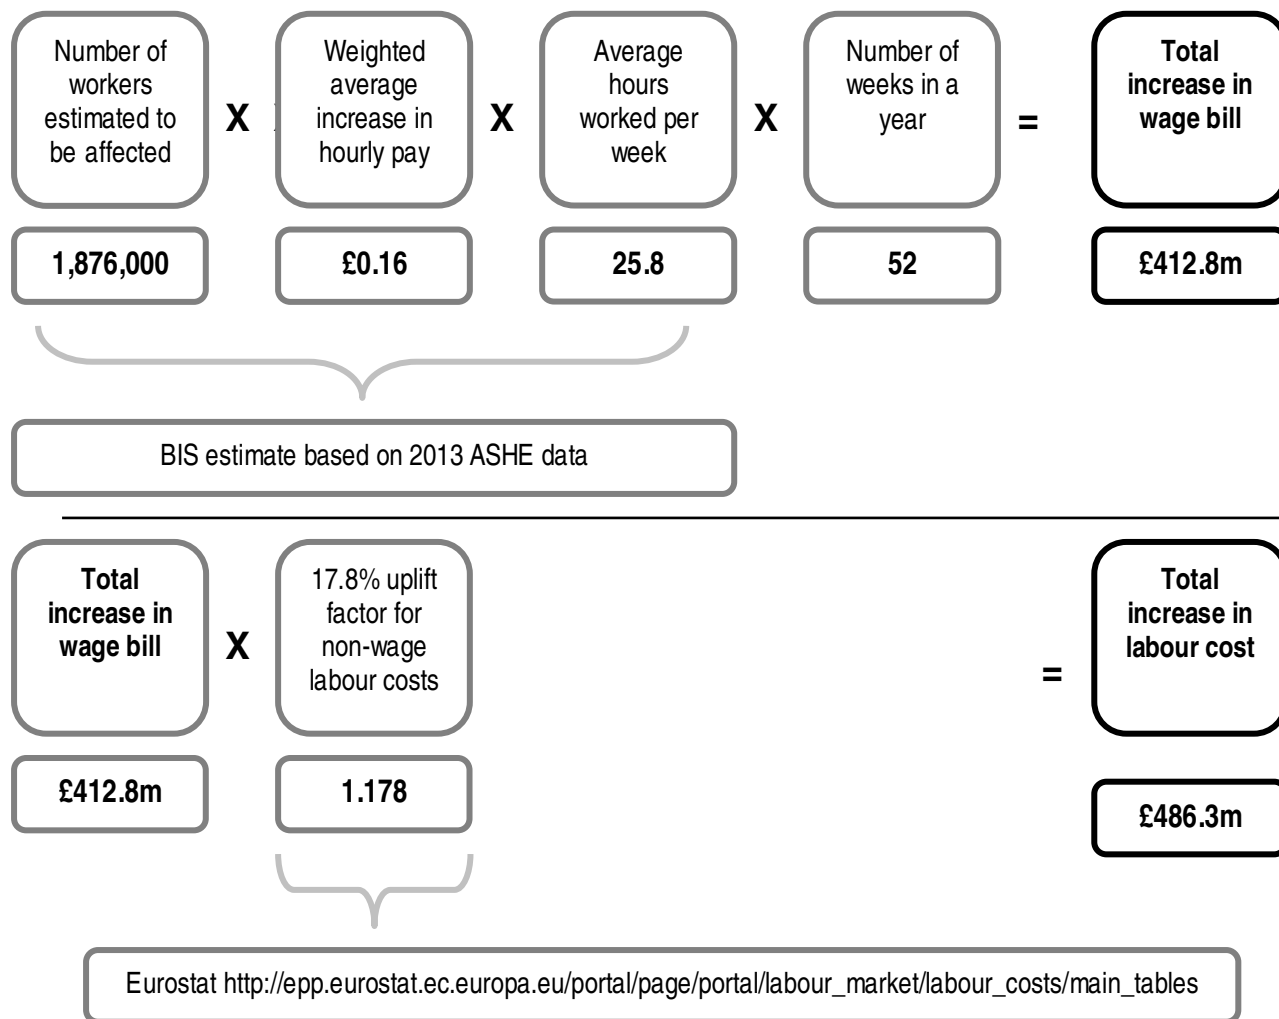 Number of
workers
estimated to
be affected
X
Weighted
average
increase in
hourly pay
X
Average
hours
worked per
week
X
Number of
weeks in a
year
=
Total
increase in
wage bill
1,876,000
£0.16
25.8
52
£412.8m
BIS estimate based on 2013 ASHE data
Total
increase in
wage bill
X
17.8% uplift
factor for
non-wage
labour costs
=
Total
increase in
labour cost
£412.8m
1.178
£486.3m
Eurostat http://epp.eurostat.ec.europa.eu/portal/page/portal/labour_market/labour_costs/main_tables